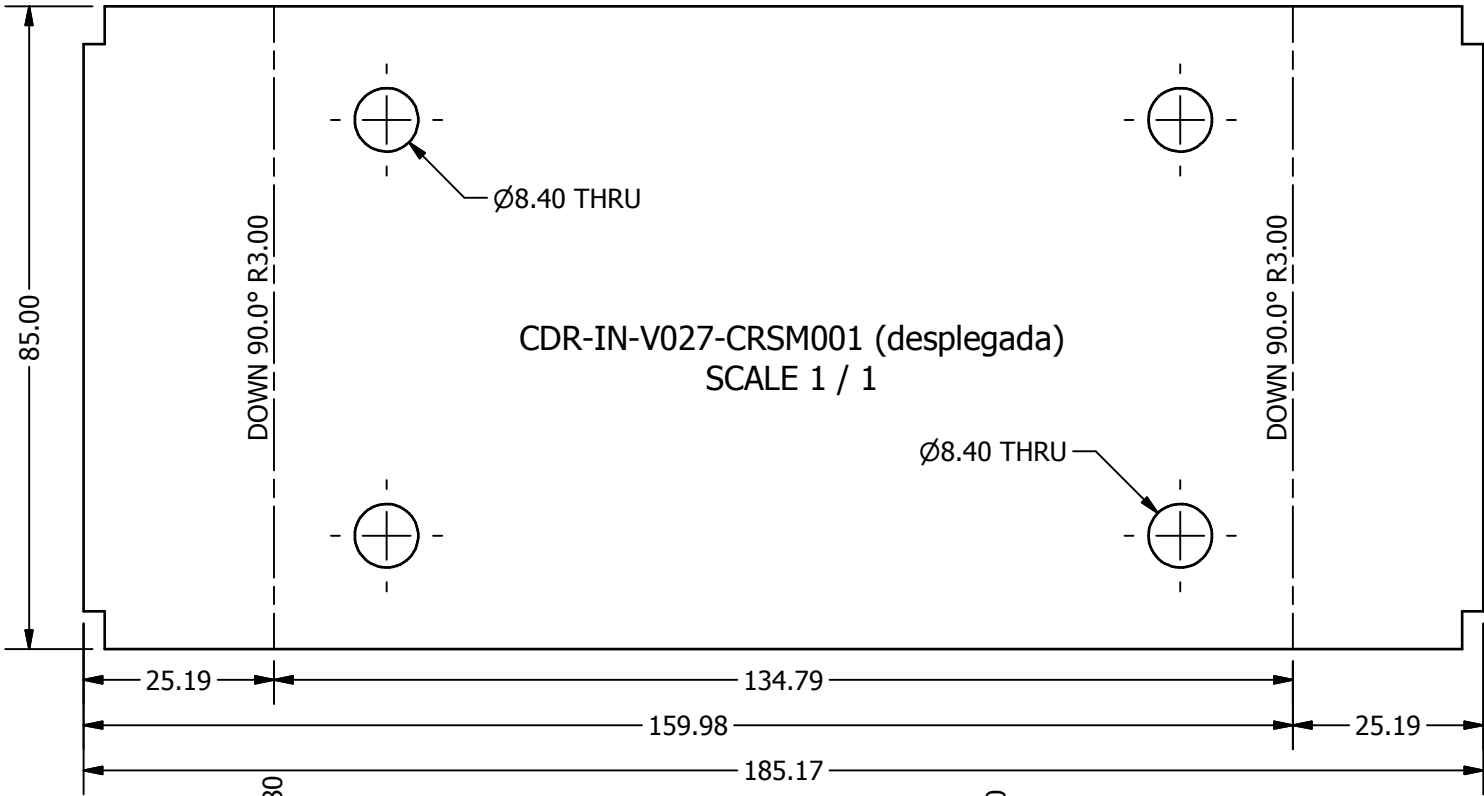 Ø8.40 THRU
85.00
DOWN 90.0° R3.00
DOWN 90.0° R3.00
CDR-IN-V027-CRSM001 (desplegada)
SCALE 1 / 1
Ø8.40 THRU
25.19
134.79
159.98
25.19
185.17